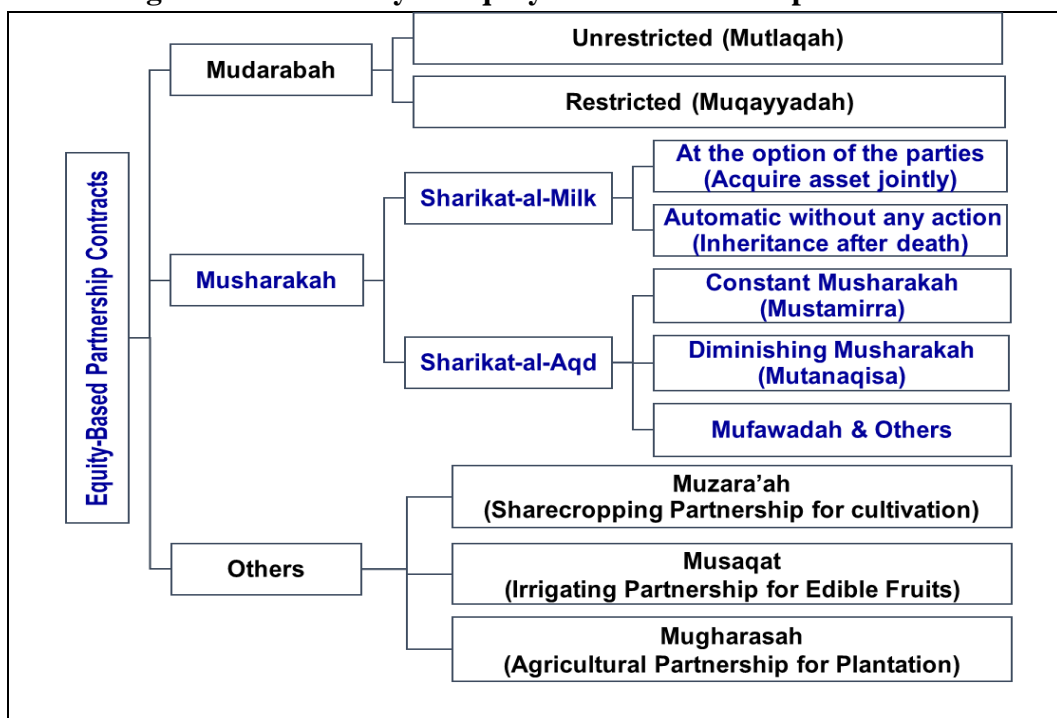 Unrestricted (Mutlaqah)
Mudarabah
Restricted (Muqayyadah)
At the option of the parties
(Acquire asset jointly)
Sharikat-al-Milk
Automatic without any action
(Inheritance after death)
Equity-Based Partnership Contracts
Musharakah
Constant Musharakah
(Mustamirra)
Sharikat-al-Aqd
Diminishing Musharakah
(Mutanaqisa)
Mufawadah & Others
Muzara’ah
(Sharecropping Partnership for cultivation)
Others
Musaqat
(Irrigating Partnership for Edible Fruits)
Mugharasah
(Agricultural Partnership for Plantation)